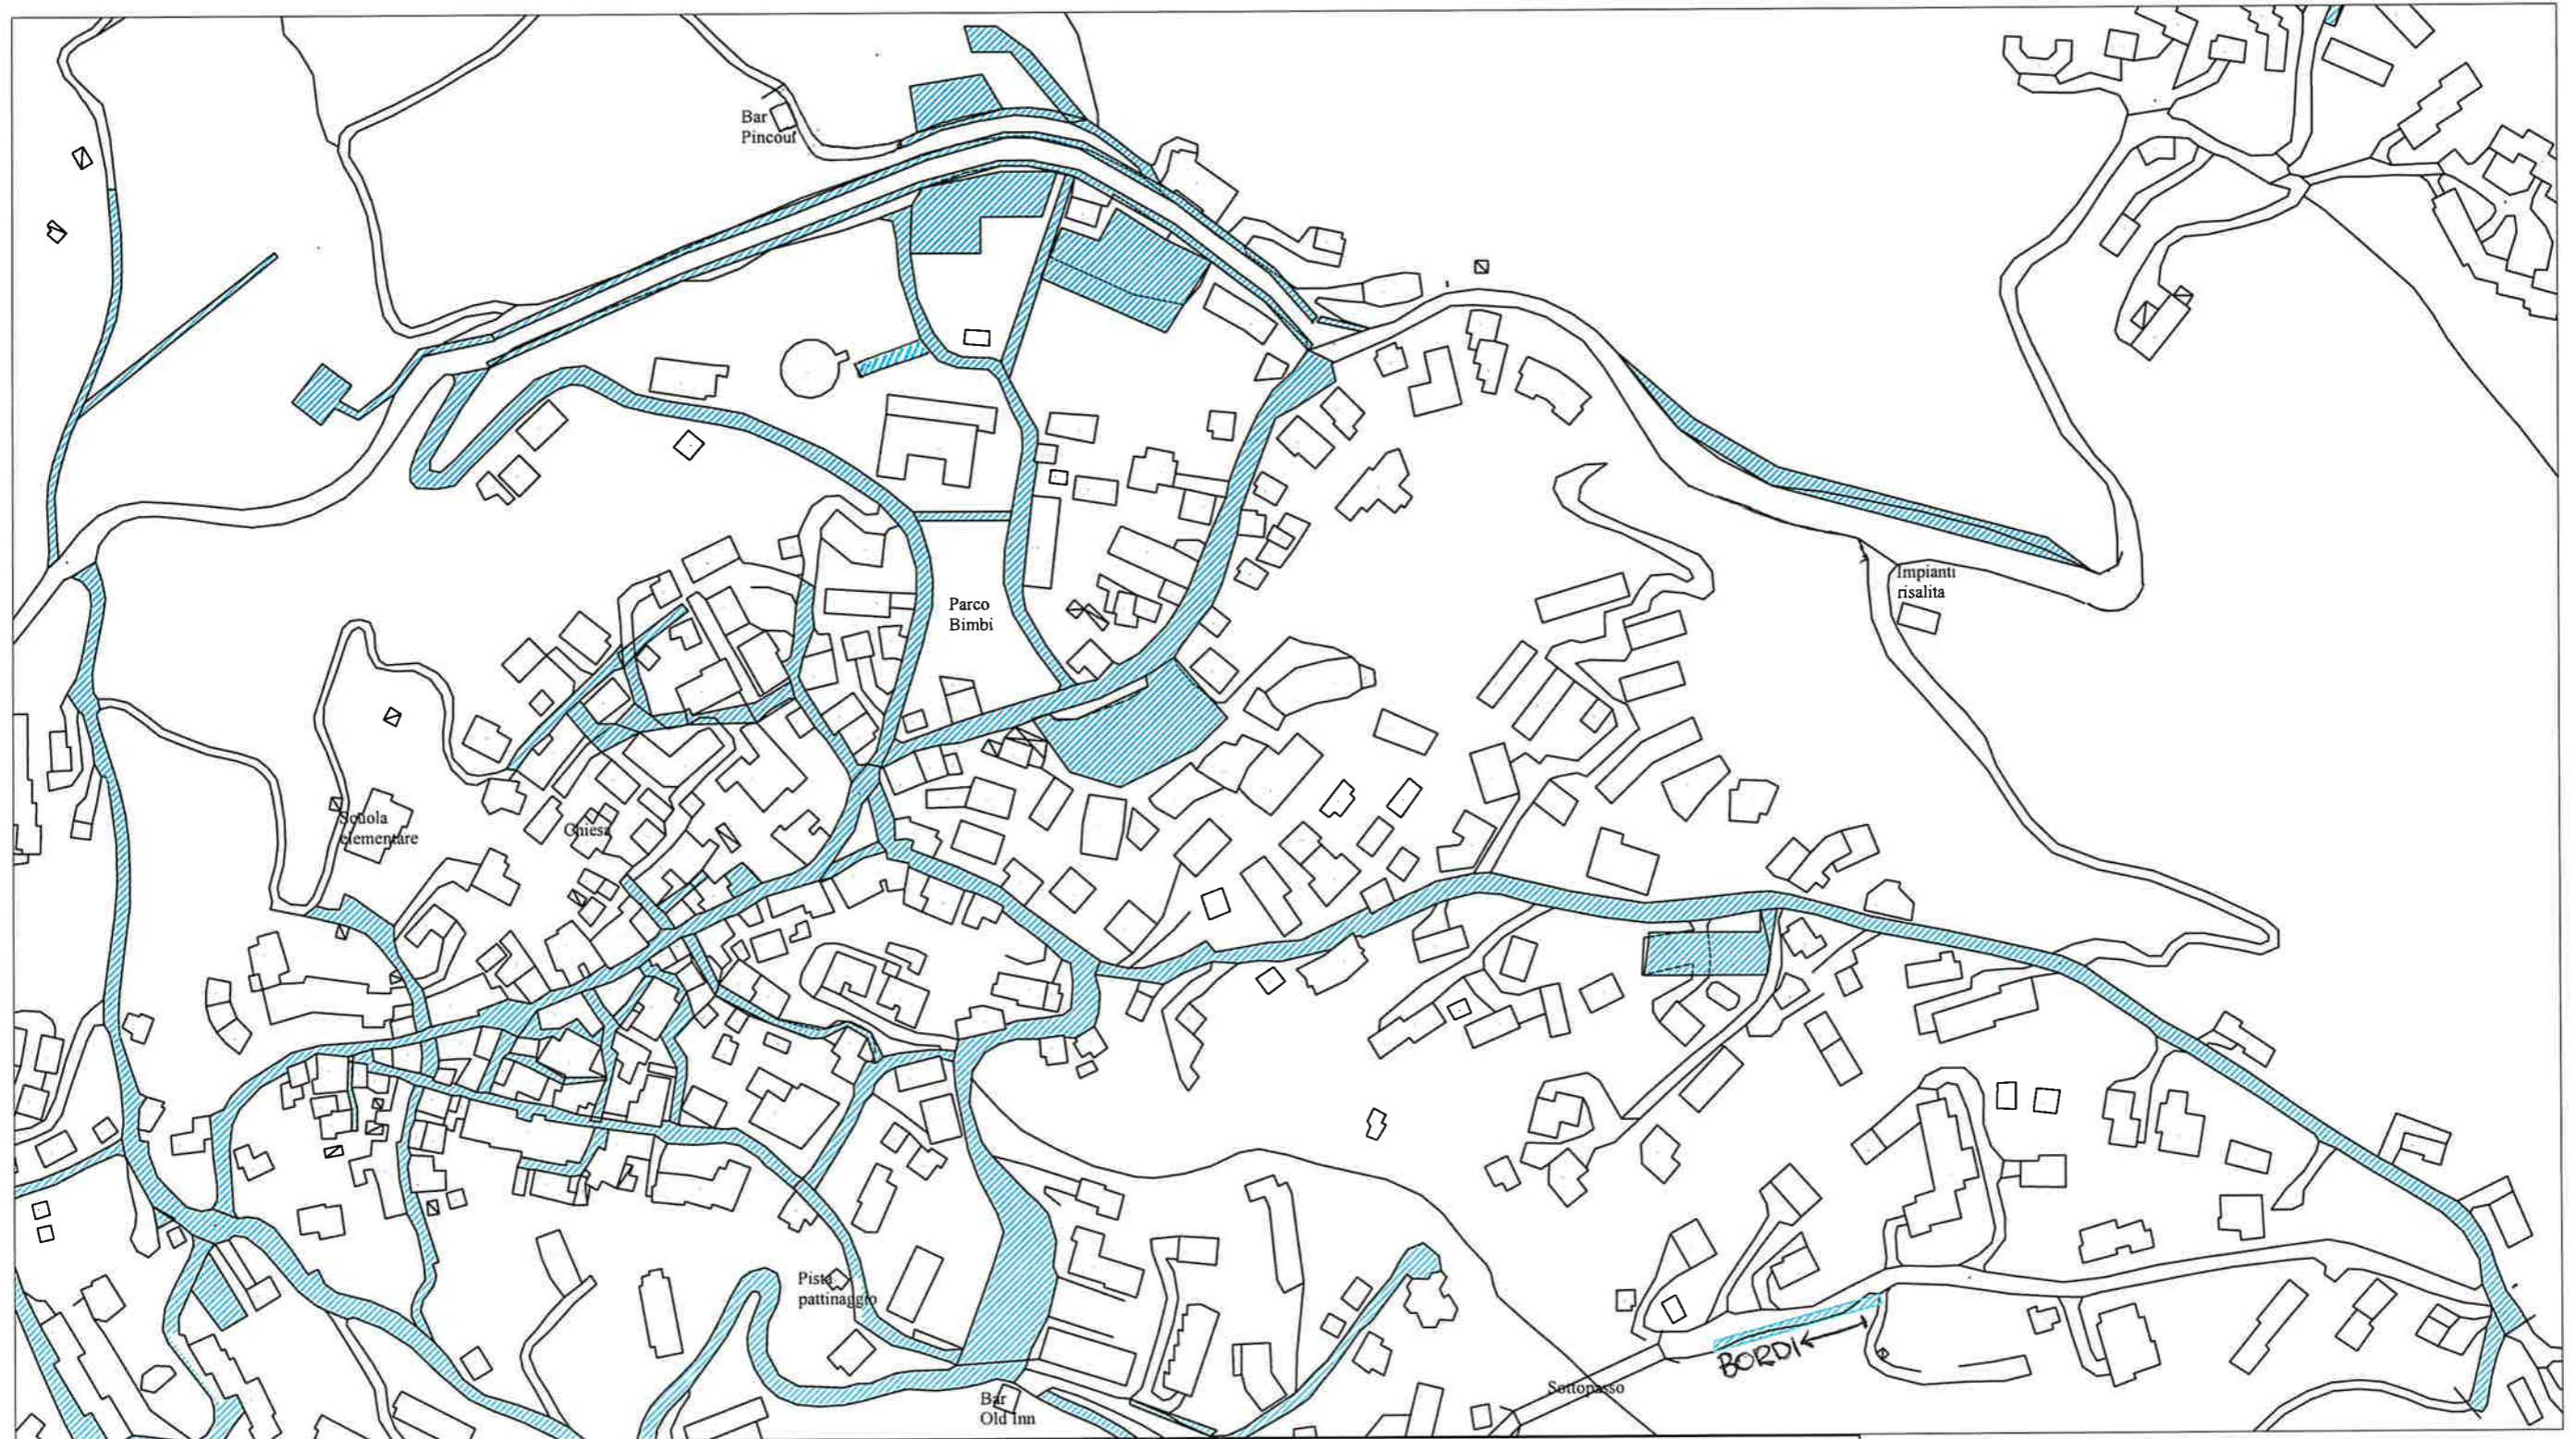 Bar
Pincouf
Impianti
risalita
Parco
Bimbi
Scuola
elementare
Chiesa
Pista
pattinaggio
BORDI
Sottopasso
Bar
Old Inn